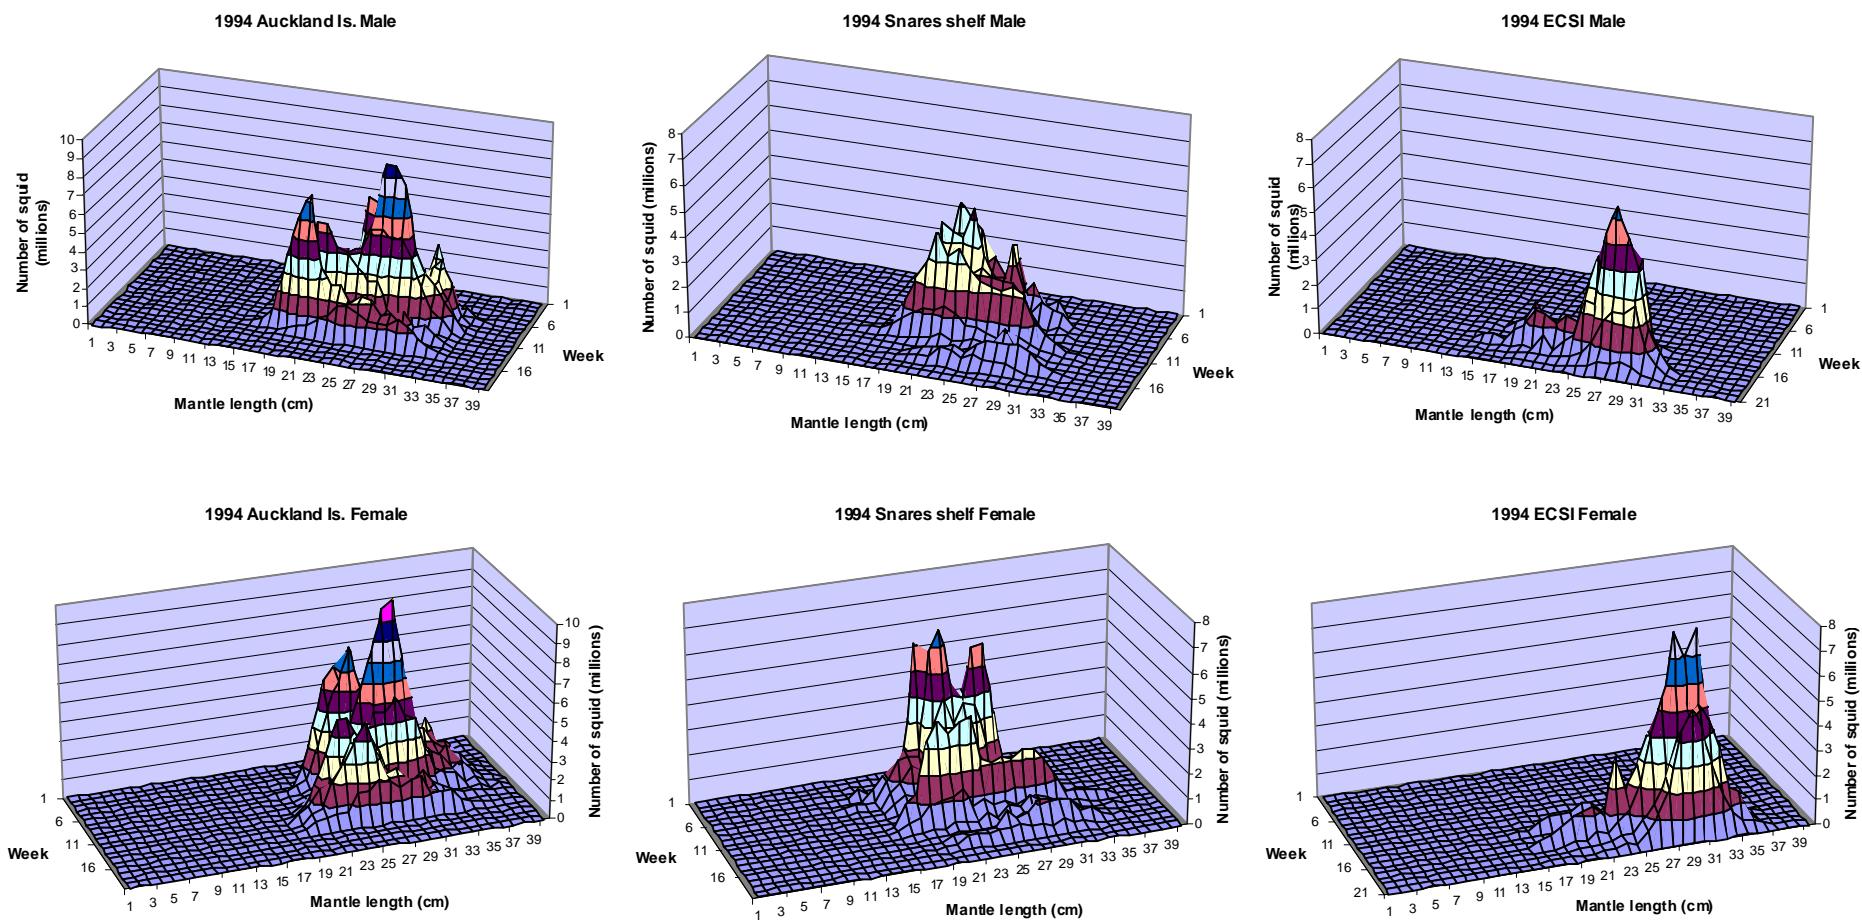 1994 Auckland Is. Male
Number of squid
(millions)
10
9
8
7
6
5
4
3
2
1
0
1 3 5 7 9 11 13 15 17 19 21 23 25 27 29 31 33 35 37 39
Mantle length (cm)
1
6
11
16
Week
1994 Snares shelf Male
Number of squid (millions)
8
7
6
5
4
3
2
1
0
1 3 5 7 9 11 13 15 17 19 21 23 25 27 29 31 33 35 37 39
Mantle length (cm)
1
6
11
16
Week
1994 ECSI Male
Number of squid
(millions)
8
7
6
5
4
3
2
1
0
1 3 5 7 9 11 13 15 17 19 21 23 25 27 29 31 33 35 37 39
Mantle length (cm)
1
6
11
16
21
Week
1994 Auckland Is. Female
10
9
8
7
6
5
4
3
2
1
0
Number of squid (millions)
1
6
11
16
Week
1 3 5 7 9 11 13 15 17 19 21 23 25 27 29 31 33 35 37 39
Mantle length (cm)
1994 Snares shelf Female
8
7
6
5
4
3
2
1
0
Number of squid (millions)
1
6
11
16
Week
1 3 5 7 9 11 13 15 17 19 21 23 25 27 29 31 33 35 37 39
Mantle length (cm)
1994 ECSI Female
8
7
6
5
4
3
2
1
0
Number of squid (millions)
1
6
11
16
21
Week
1 3 5 7 9 11 13 15 17 19 21 23 25 27 29 31 33 35 37 39
Mantle length (cm)